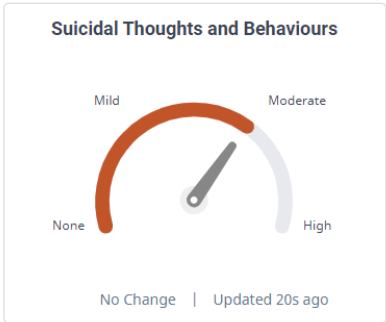 Suicidal Thoughts and Behaviours
Mild
Moderate
None
High
No Change | Updated 20s ago